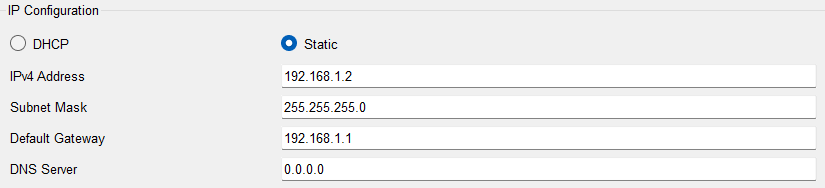 IP Configuration
DHCP Static
IPv4 Address 192.168.1.2
Subnet Mask 255.255.255.0
Default Gateway 192.168.1.1
DNS Server 0.0.0.0